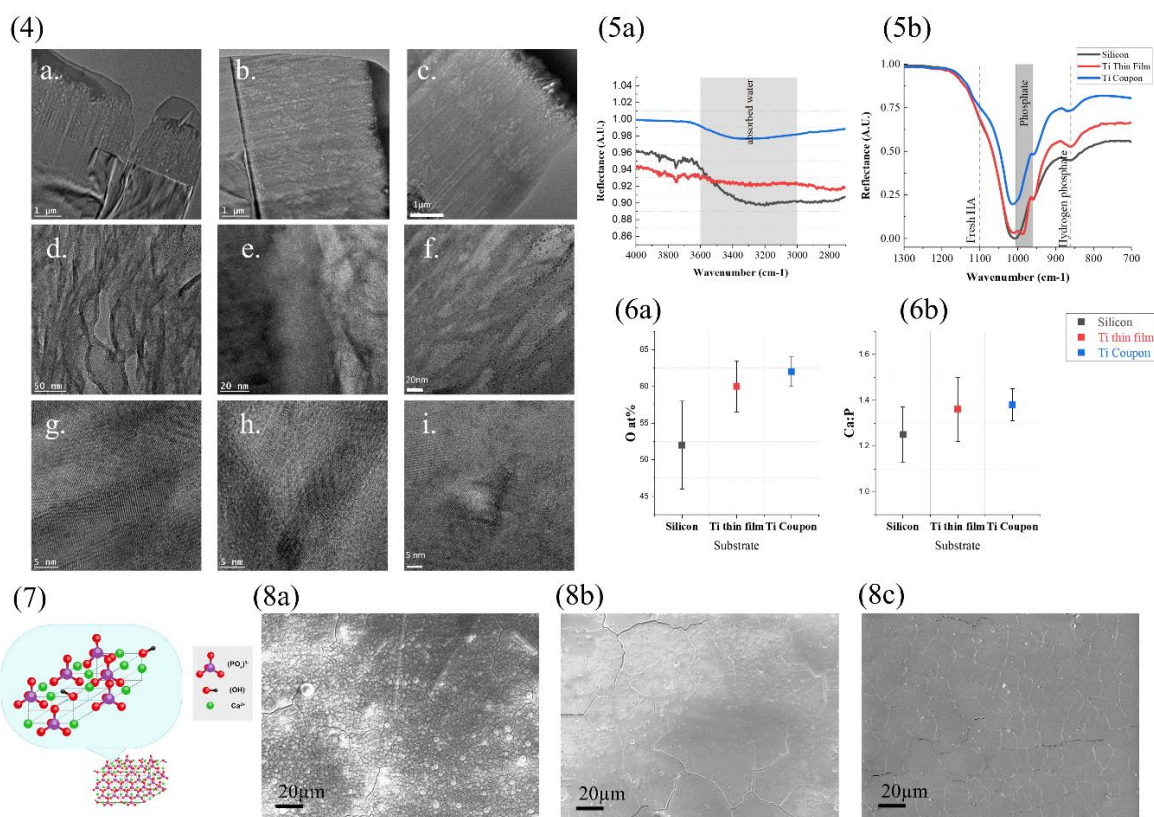 (4)
a.
1 µm
b.
1 µm
c.
1µm
d.
50 nm
e.
20 nm
f.
20nm
g.
5 nm
h.
5 nm
i.
5 nm
(5a)
1.04
1.02
1.00
0.98
0.96
0.94
0.92
0.90
0.88
0.86
Reflectance (A.U.)
absorbed water
4000 3800 3600 3400 3200 3000 2800
Wavenumber (cm-1)
(5b)
Silicon
Ti Thin Film
Ti Coupon
1.00
0.75
0.50
0.25
0.00
Reflectance (A.U.)
Fresh HA
Phosphate
Hydrogen phosphate
1300 1200 1100 1000 900 800 700
Wavenumber (cm-1)
(6a)
65
60
55
50
45
O at%
Silicon Ti thin film Ti Coupon
Substrate
(6b)
Silicon
Ti thin film
Ti Coupon
1.6
1.4
1.2
1.0
Ca:P
Silicon Ti thin film Ti Coupon
Substrate
(7)
(PO₄)³⁻
(OH)⁻
Ca²⁺
(8a)
20µm
(8b)
20µm
(8c)
20µm